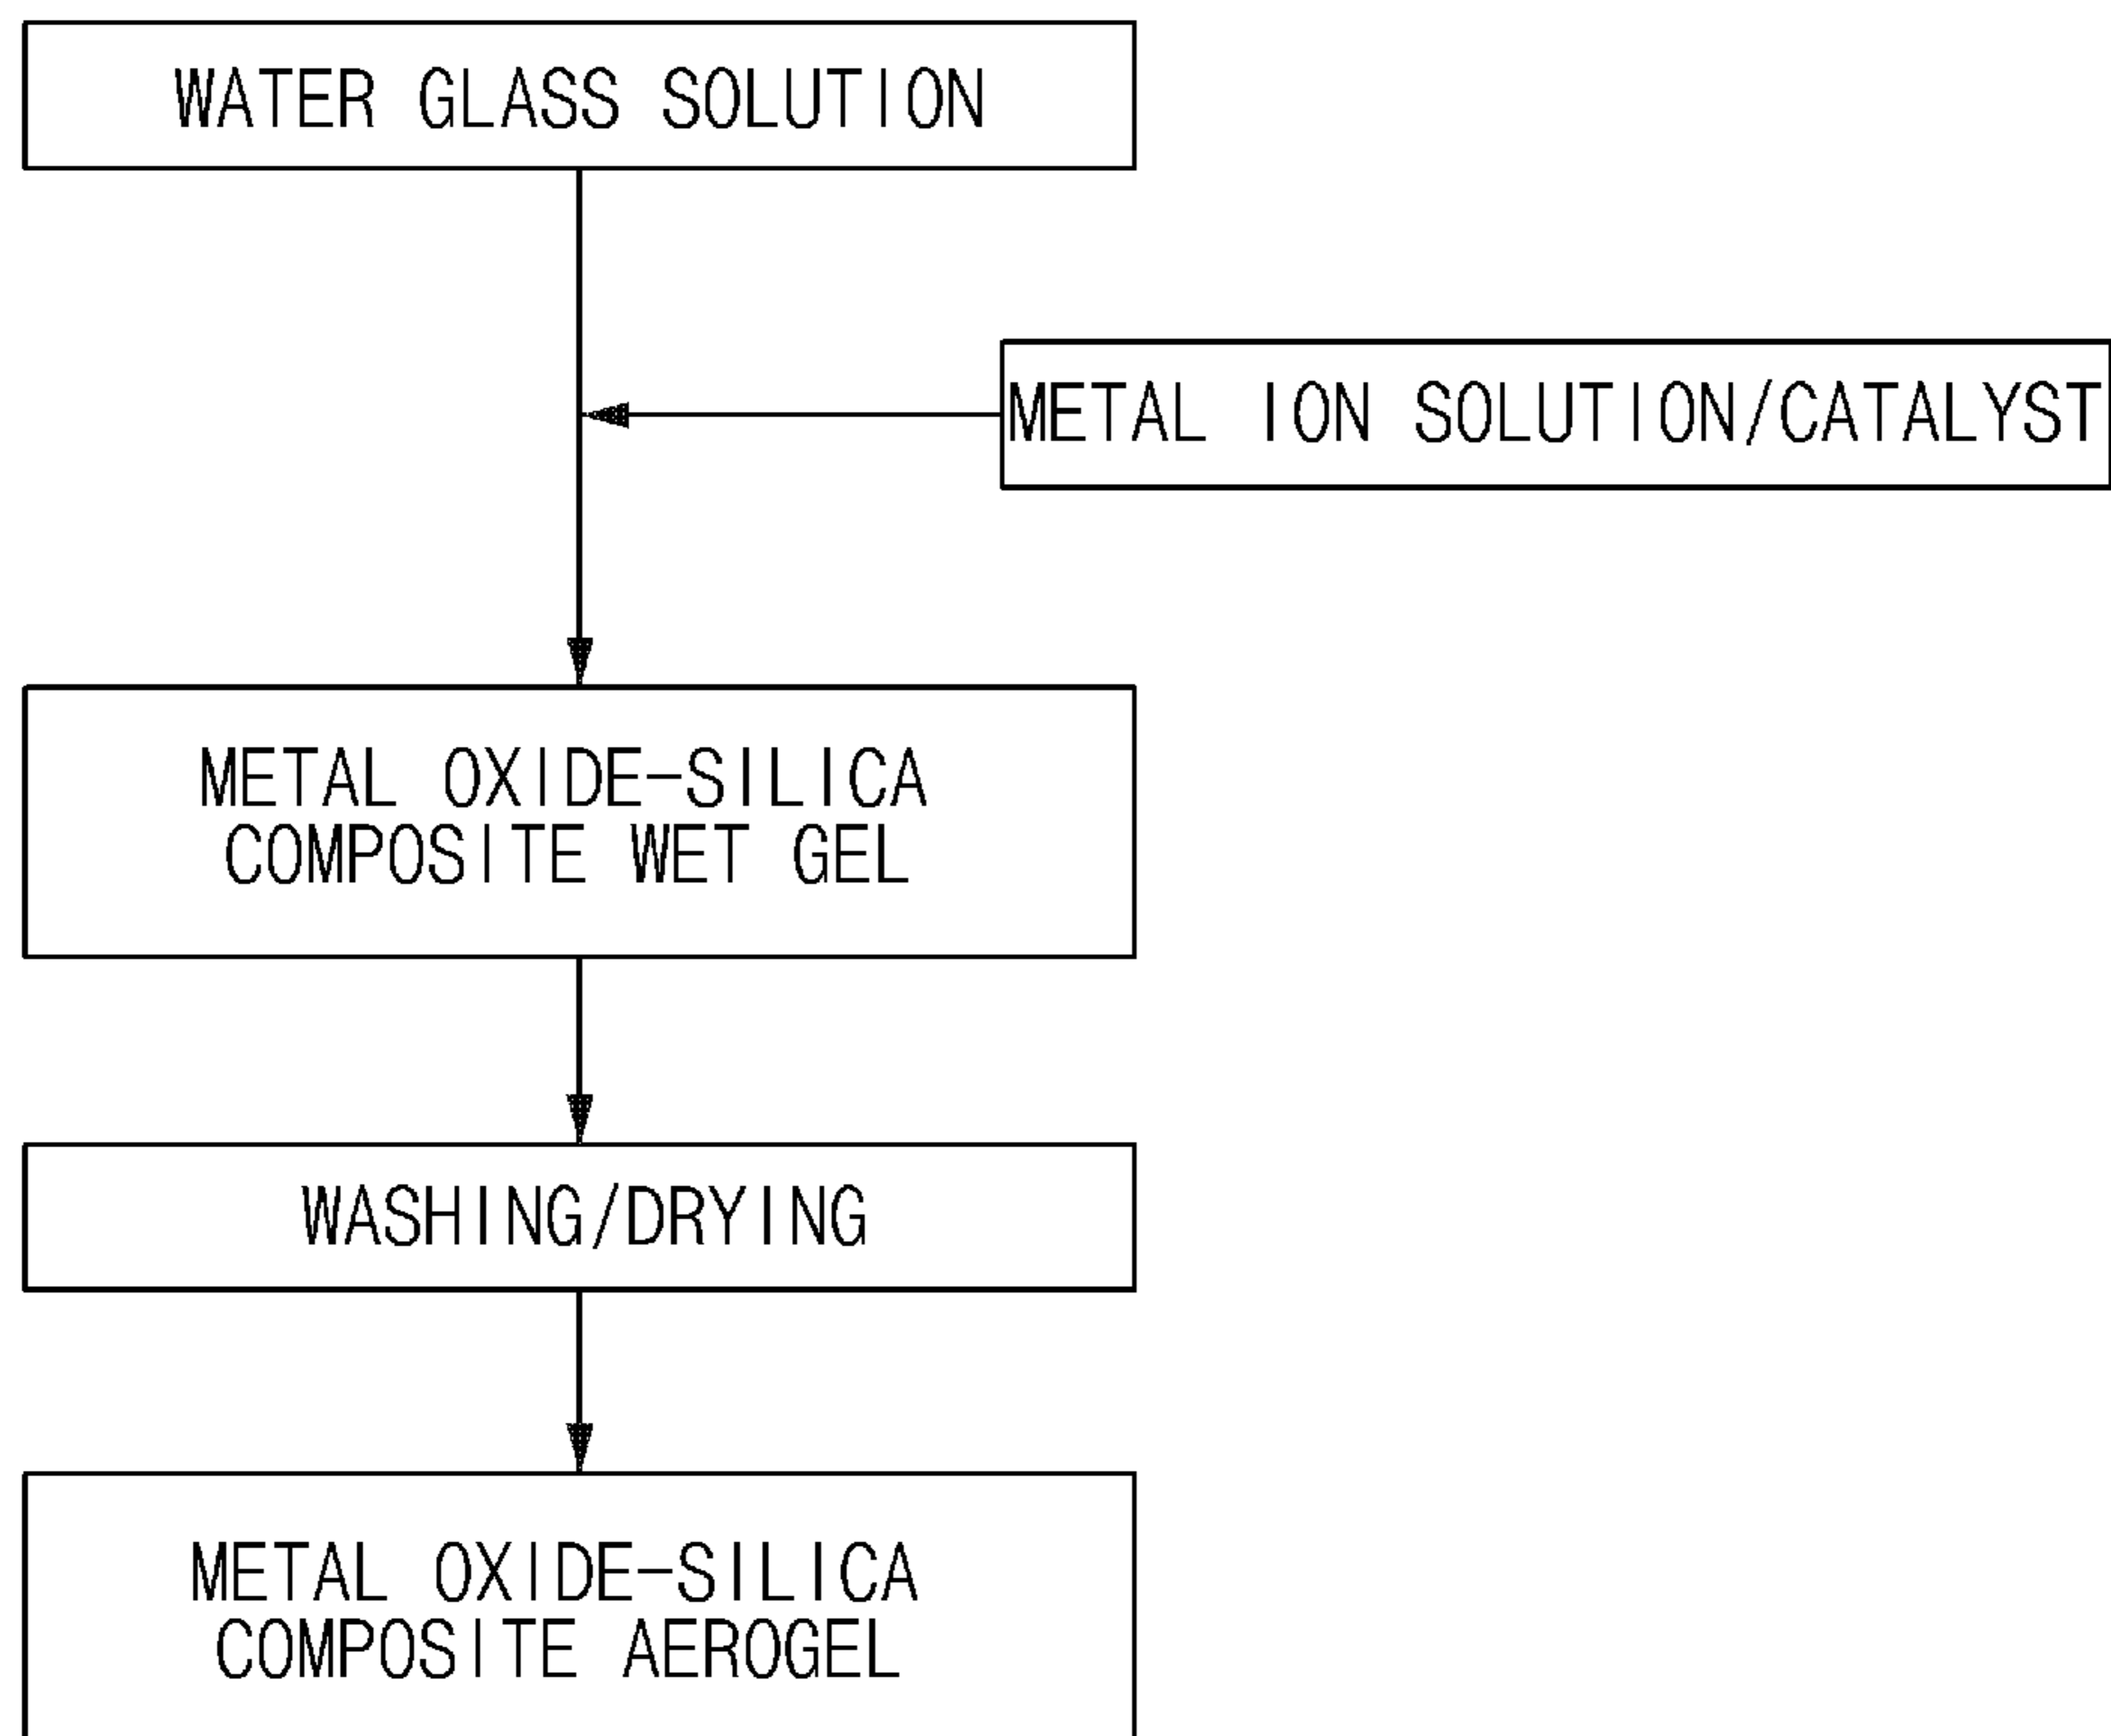 WATER GLASS SOLUTION
METAL ION SOLUTION/CATALYST
METAL OXIDE-SILICA
COMPOSITE WET GEL
WASHING/DRYING
METAL OXIDE-SILICA
COMPOSITE AEROGEL